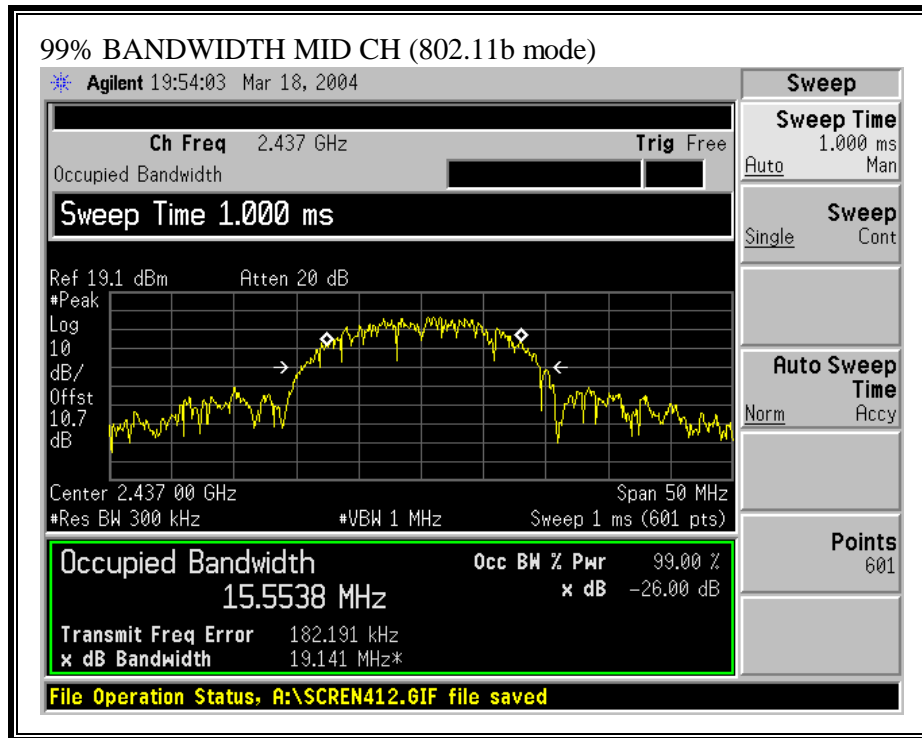 99% BANDWIDTH MID CH (802.11b mode)
Agilent 19:54:03 Mar 18, 2004
Sweep
Ch Freq 2.437 GHz Trig Free
Occupied Bandwidth
Sweep Time 1.000 ms
Sweep Time
1.000 ms
Auto Man
Sweep
Single Cont
Auto Sweep
Time
Norm Accy
Points
601
Ref 19.1 dBm Atten 20 dB
#Peak
Log
10
dB/
Offst
10.7
dB
Center 2.437 00 GHz Span 50 MHz
#Res BW 300 kHz #VBW 1 MHz Sweep 1 ms (601 pts)
Occupied Bandwidth
15.5538 MHz
Occ BW % Pwr 99.00 %
x dB -26.00 dB
Transmit Freq Error 182.191 kHz
x dB Bandwidth 19.141 MHz*
File Operation Status, A:\SCREN412.GIF file saved